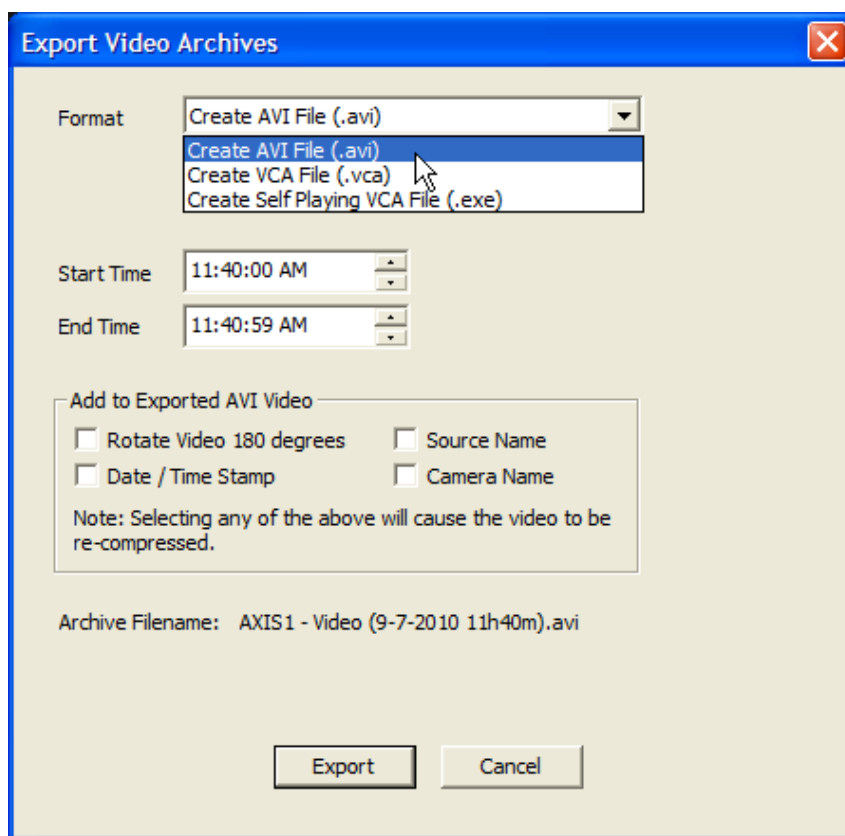 Export Video Archives
Format
Create AVI File (.avi)
Create AVI File (.avi)
Create VCA File (.vca)
Create Self Playing VCA File (.exe)
Start Time 11:40:00 AM
End Time 11:40:59 AM
Add to Exported AVI Video
Rotate Video 180 degrees Source Name
Date / Time Stamp Camera Name
Note: Selecting any of the above will cause the video to be
re-compressed.
Archive Filename: AXIS1 - Video (9-7-2010 11h40m).avi
Export Cancel